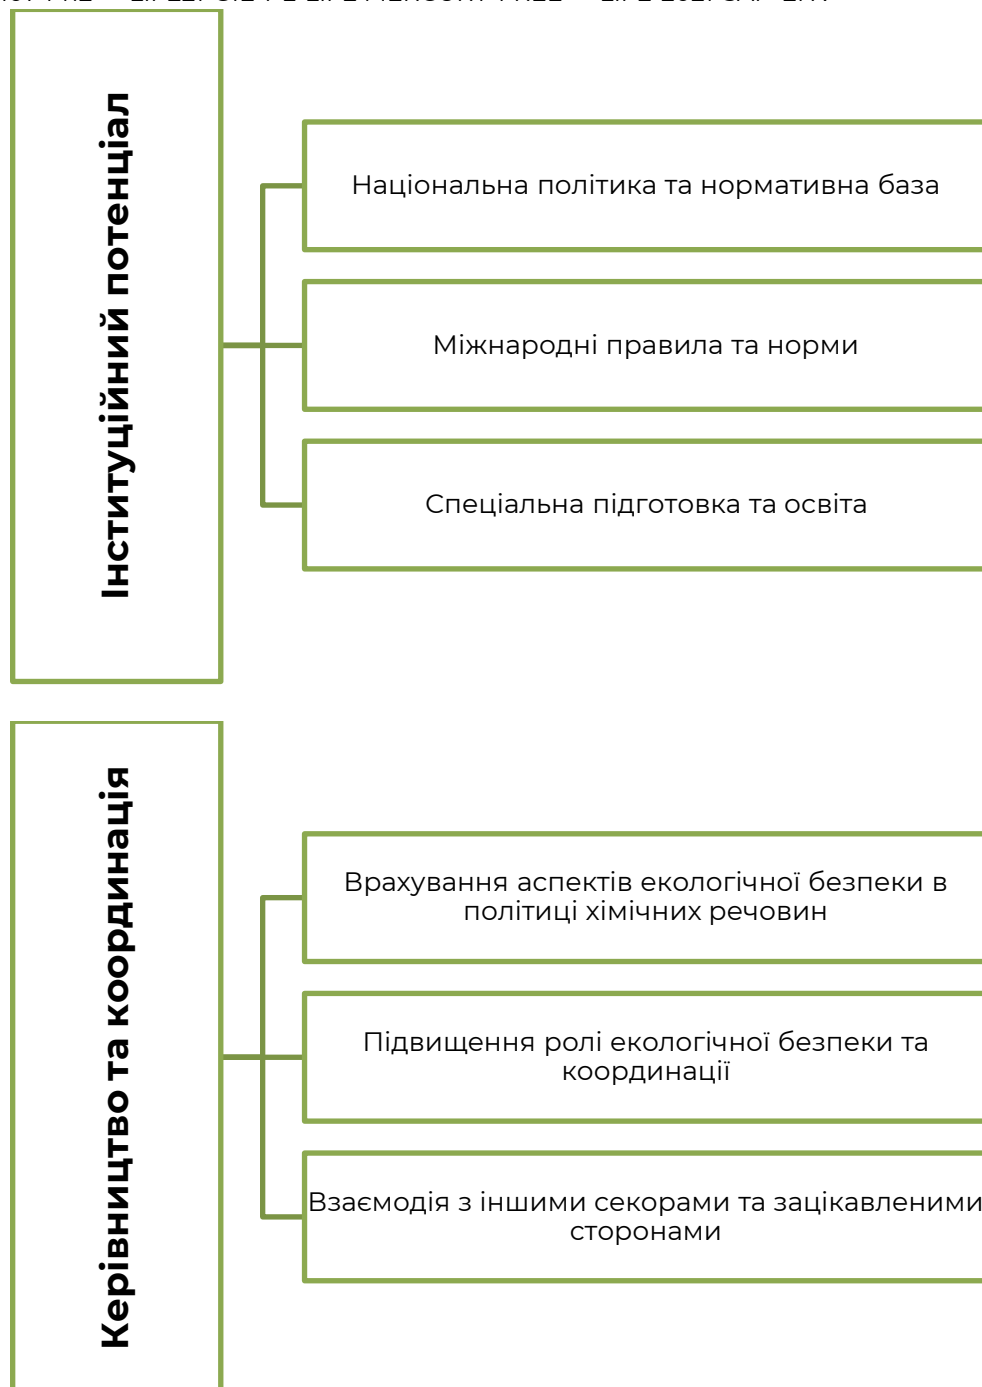 Інституційний потенціал
Національна політика та нормативна база
Міжнародні правила та норми
Спеціальна підготовка та освіта
Керівництво та координація
Врахування аспектів екологічної безпеки в
політиці хімічних речовин
Підвищення ролі екологічної безпеки та
координації
Взаємодія з іншими секорами та зацікавленими
сторонами